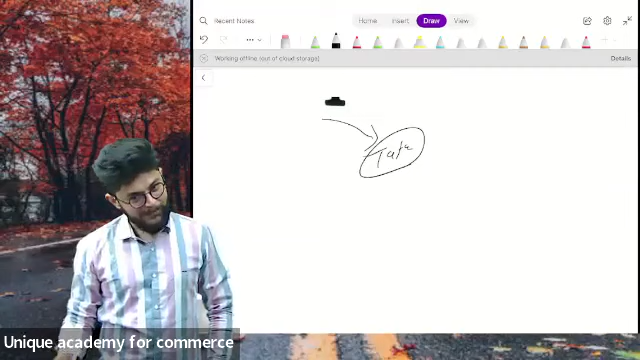 Recent Notes
Home Insert Draw View
Working offline (out of cloud storage) Details
Tata
Unique academy for commerce